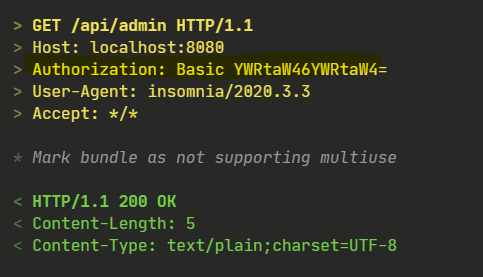 > GET /api/admin HTTP/1.1
> Host: localhost:8080
> Authorization: Basic YWRtaW46YWRtaW4=
> User-Agent: insomnia/2020.3.3
> Accept: */*
* Mark bundle as not supporting multiuse
< HTTP/1.1 200 OK
< Content-Length: 5
< Content-Type: text/plain;charset=UTF-8